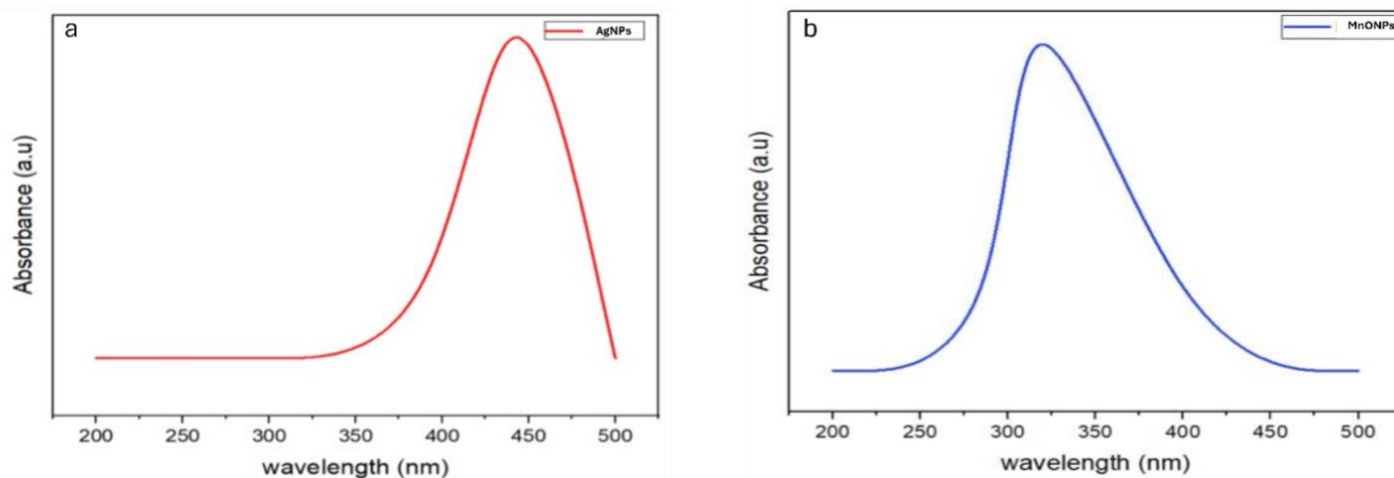 a
AgNPs
Absorbance (a.u)
200 250 300 350 400 450 500
wavelength (nm)
b
MnONPs
Absorbance (a.u)
200 250 300 350 400 450 500
wavelength (nm)